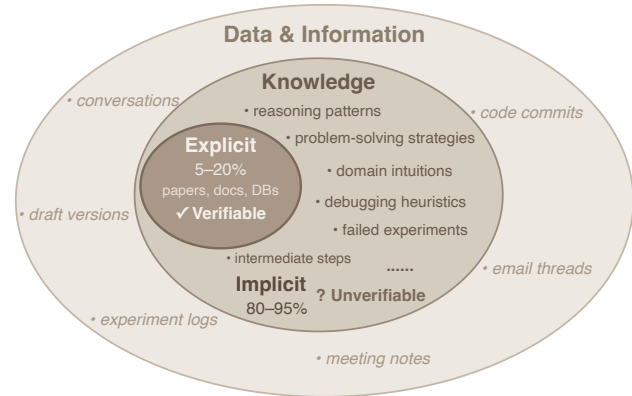 Data & Information
Knowledge
• conversations
• reasoning patterns
• code commits
• problem-solving strategies
Explicit
5–20%
papers, docs, DBs
✓ Verifiable
• domain intuitions
• debugging heuristics
• draft versions
• failed experiments
• intermediate steps
......
• email threads
Implicit
80–95%
? Unverifiable
• experiment logs
• meeting notes